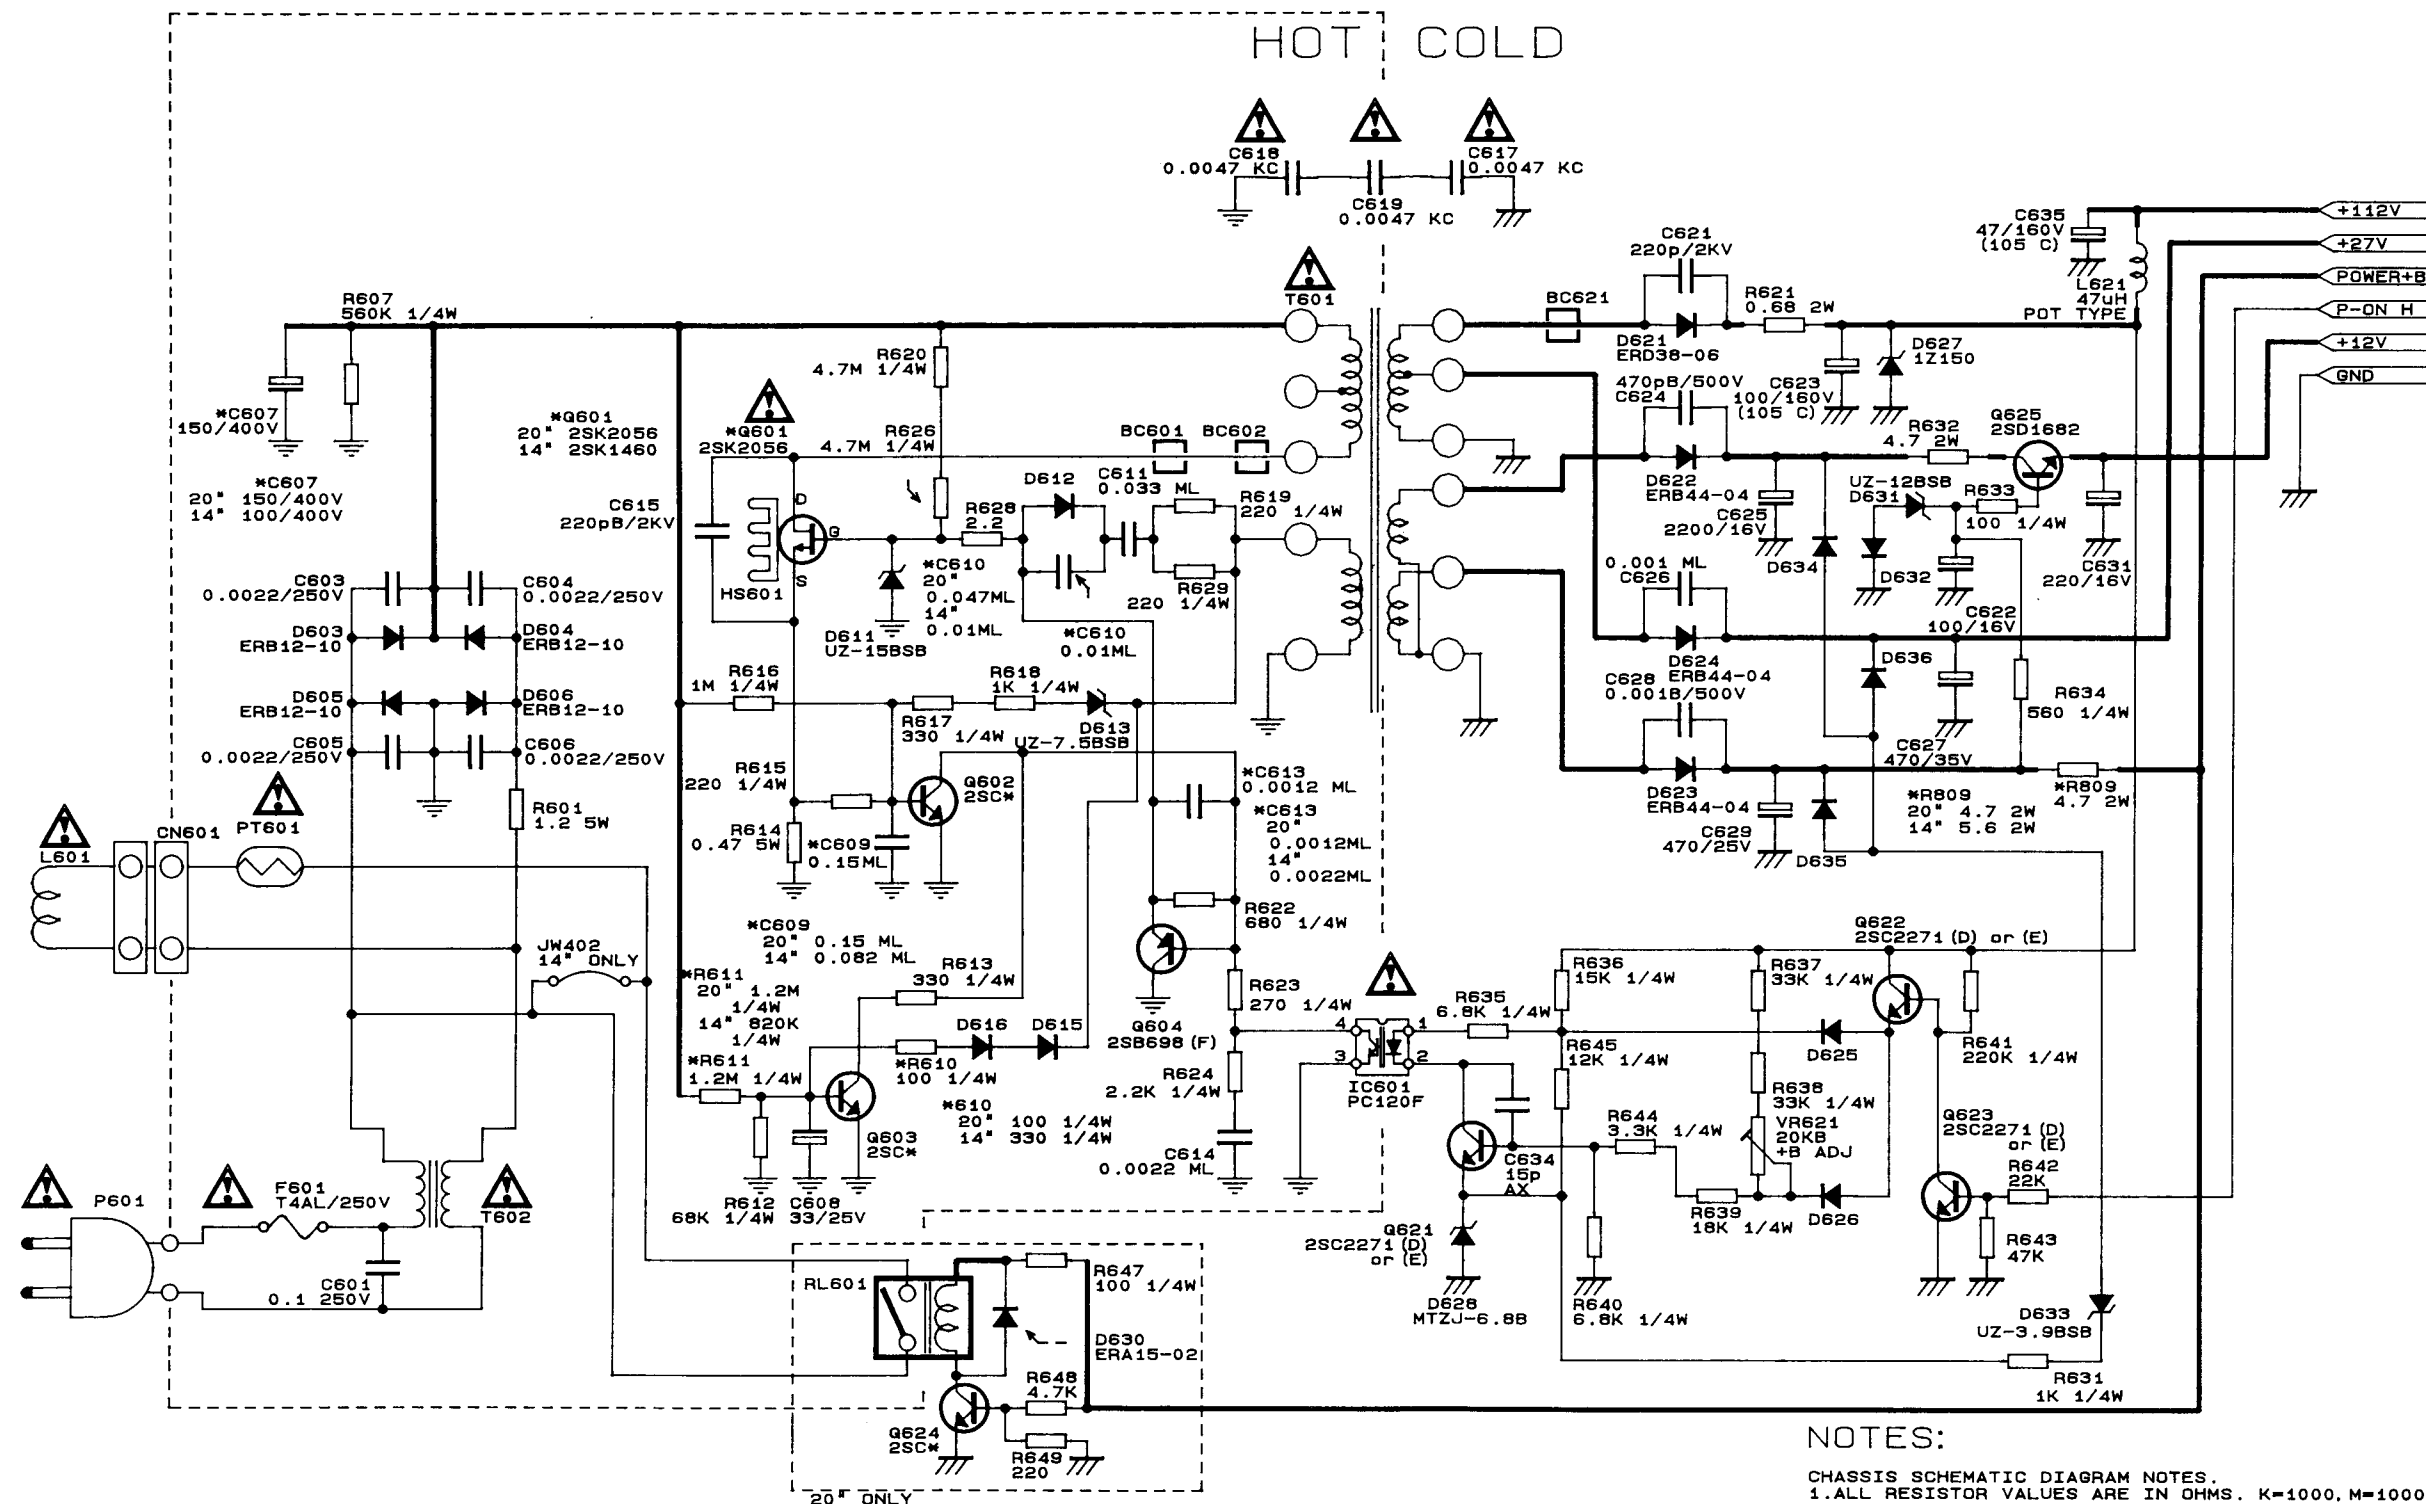 HOT
COLD
C618
0.0047 KC
C617
0.0047 KC
C619
0.0047 KC
C635
47/160V
(105 C)
+112V
+27V
POWER+B
P-ON H
+12V
GND
L621
47uH
POT TYPE
T601
C621
220p/2KV
BC621
R621
0.68 2W
D621
ERD38-06
D627
1Z150
470pB/500V
C624
C623
100/160V
(105 C)
R607
560K 1/4W
R620
4.7M 1/4W
*C607
150/400V
*C607
20" 150/400V
14" 100/400V
*Q601
20" 2SK2056
14" 2SK1460
*Q601
2SK2056
R626
4.7M 1/4W
BC601
BC602
D612
C611
0.033 ML
R619
220 1/4W
R628
2.2
C615
220pB/2KV
D
G
S
HS601
D611
UZ-15BSB
*C610
20"
0.047ML
14"
0.01ML
*C610
0.01ML
R629
220 1/4W
R632
4.7 2W
Q625
2SD1682
D622
ERB44-04
C625
2200/16V
UZ-12BSB
D631
R633
100 1/4W
D634
D632
C631
220/16V
0.001 ML
C626
C622
100/16V
D624
ERB44-04
D636
C628
0.001B/500V
R634
560 1/4W
C603
0.0022/250V
C604
0.0022/250V
D603
ERB12-10
D604
ERB12-10
D605
ERB12-10
D606
ERB12-10
C605
0.0022/250V
C606
0.0022/250V
R616
1M 1/4W
R617
330 1/4W
R618
1K 1/4W
D613
UZ-7.5BSB
R615
220 1/4W
Q602
2SC*
R614
0.47 5W
*C609
0.15ML
*C613
0.0012 ML
*C613
20"
0.0012ML
14"
0.0022ML
C627
470/35V
D623
ERB44-04
C629
470/25V
D635
*R809
20" 4.7 2W
14" 5.6 2W
*R809
4.7 2W
R601
1.2 5W
PT601
CN601
L601
JW402
14" ONLY
*C609
20" 0.15 ML
14" 0.082 ML
*R611
20" 1.2M
1/4W
14" 820K
1/4W
*R611
1.2M 1/4W
R613
330 1/4W
D616
D615
*R610
100 1/4W
*610
20" 100 1/4W
14" 330 1/4W
Q603
2SC*
R612
68K 1/4W
C608
33/25V
R622
680 1/4W
R623
270 1/4W
Q604
2SB698(F)
R624
2.2K 1/4W
C614
0.0022 ML
4
3
1
2
IC601
PC120F
R635
6.8K 1/4W
R636
15K 1/4W
R637
33K 1/4W
Q622
2SC2271(D) or (E)
R645
12K 1/4W
D625
R641
220K 1/4W
R638
33K 1/4W
VR621
20KB
+B ADJ
R644
3.3K 1/4W
Q623
2SC2271(D)
or (E)
R642
22K
C634
15p
AX
R639
18K 1/4W
D626
Q621
2SC2271(D)
or (E)
R643
47K
D628
MTZJ-6.8B
R640
6.8K 1/4W
D633
UZ-3.9BSB
R631
1K 1/4W
P601
F601
T4AL/250V
T602
C601
0.1 250V
RL601
R647
100 1/4W
D630
ERA15-02
R648
4.7K
Q624
2SC*
R649
220
20" ONLY
NOTES:
CHASSIS SCHEMATIC DIAGRAM NOTES.
1.ALL RESISTOR VALUES ARE IN OHMS. K=1000,M=1000